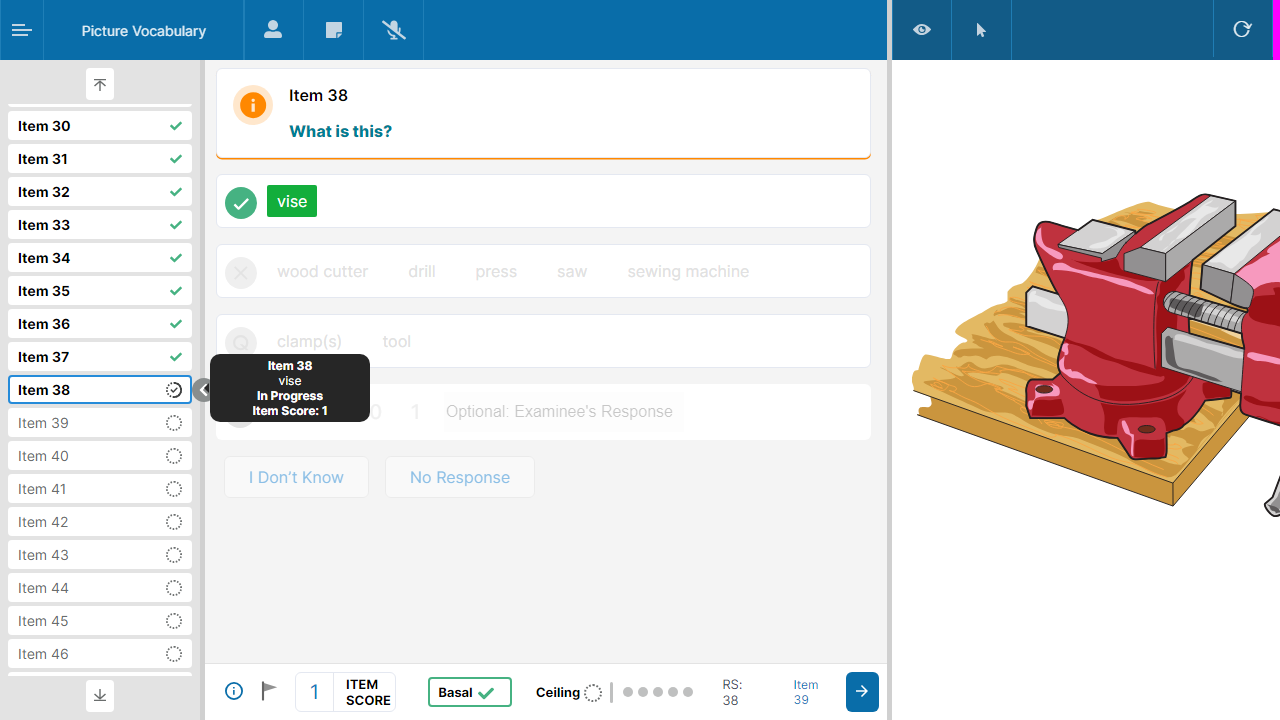 Picture Vocabulary
Item 30
Item 31
Item 32
Item 33
Item 34
Item 35
Item 36
Item 37
Item 38
Item 39
Item 40
Item 41
Item 42
Item 43
Item 44
Item 45
Item 46
Item 38
What is this?
vise
wood cutter drill press saw sewing machine
clamp(s) tool
Item 38
vise
In Progress
Item Score: 1
0 1 Optional: Examinee's Response
I Don't Know No Response
1 ITEM SCORE
Basal
Ceiling
RS: 38
Item 39